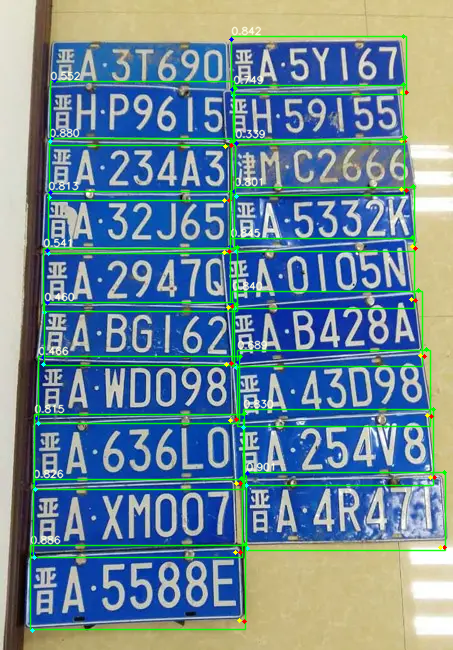 0.842
晋A·3T690 晋A·5Y167
0.552 0.749
晋H·P9615 晋H·59155
0.880 0.339
晋A·234A3 津M·C2666
0.813 0.801
晋A·32J65 晋A·5332K
0.541 0.845
晋A·2947Q 晋A·0105N
0.460 0.840
晋A·BG162 晋A·B428A
0.466 0.689
晋A·WD098 晋A·43D98
0.815 0.830
晋A·636L0 晋A·254V8
0.826 0.901
晋A·XM007 晋A·4R471
0.886
晋A·5588E